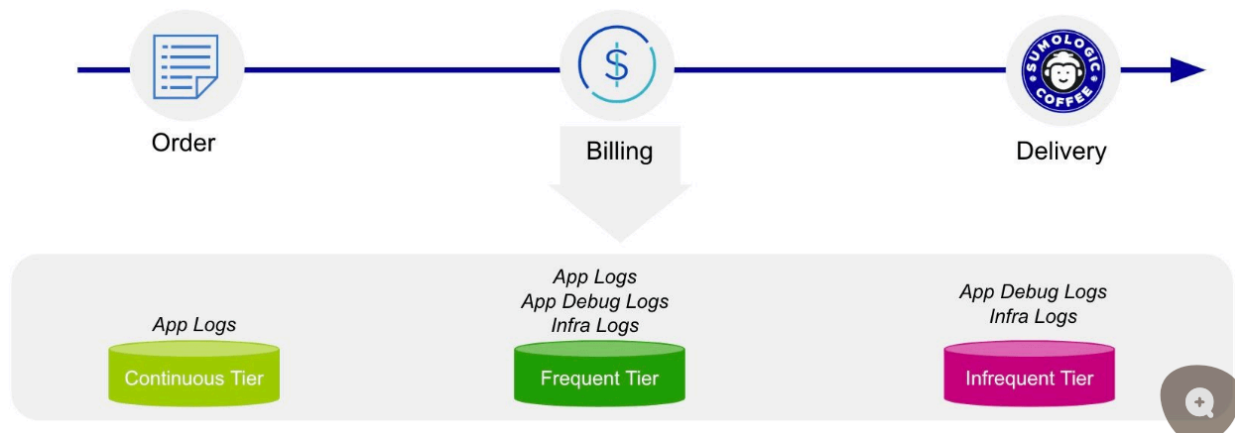 Order
$
Billing
SUMOLOGIC
COFFEE
Delivery
App Logs
Continuous Tier
App Logs
App Debug Logs
Infra Logs
Frequent Tier
App Debug Logs
Infra Logs
Infrequent Tier